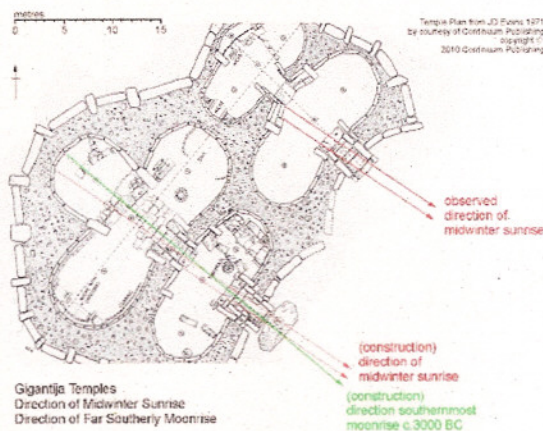 metres
0 5 10 15
Temple Plan from JD Evans 1971
by courtesy of Continuum Publishing
copyright ©
2010 Continuum Publishing
observed
direction of
midwinter sunrise
(construction)
direction of
midwinter sunrise
(construction)
direction southernmost
moonrise c.3000 BC
Gigantija Temples
Direction of Midwinter Sunrise
Direction of Far Southerly Moonrise